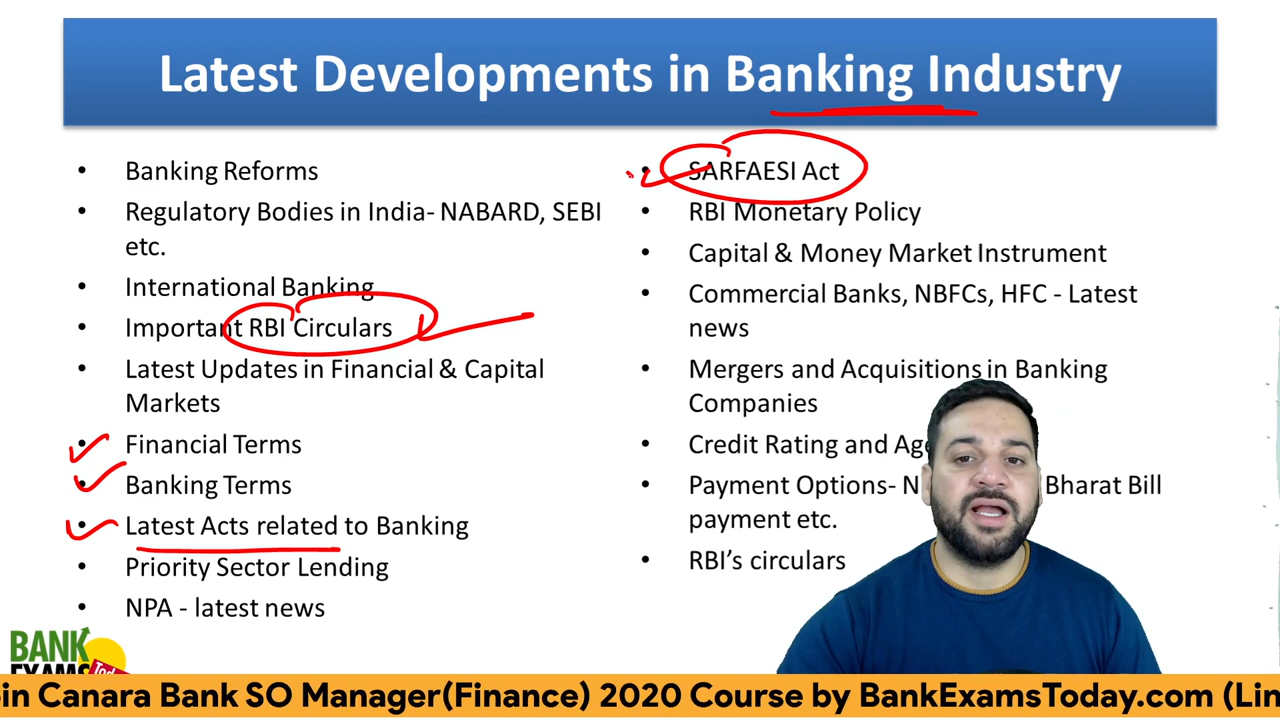 Latest Developments in Banking Industry
• Banking Reforms
• Regulatory Bodies in India- NABARD, SEBI
etc.
• International Banking
• Important RBI Circulars
• Latest Updates in Financial & Capital
Markets
• Financial Terms
• Banking Terms
• Latest Acts related to Banking
• Priority Sector Lending
• NPA - latest news
• SARFAESI Act
• RBI Monetary Policy
• Capital & Money Market Instrument
• Commercial Banks, NBFCs, HFC - Latest
news
• Mergers and Acquisitions in Banking
Companies
• Credit Rating and
• Payment Options- Bharat Bill
payment etc.
• RBI's circulars
BANK
EXAMS Today
Canara Bank SO Manager(Finance) 2020 Course by BankExamsToday.com